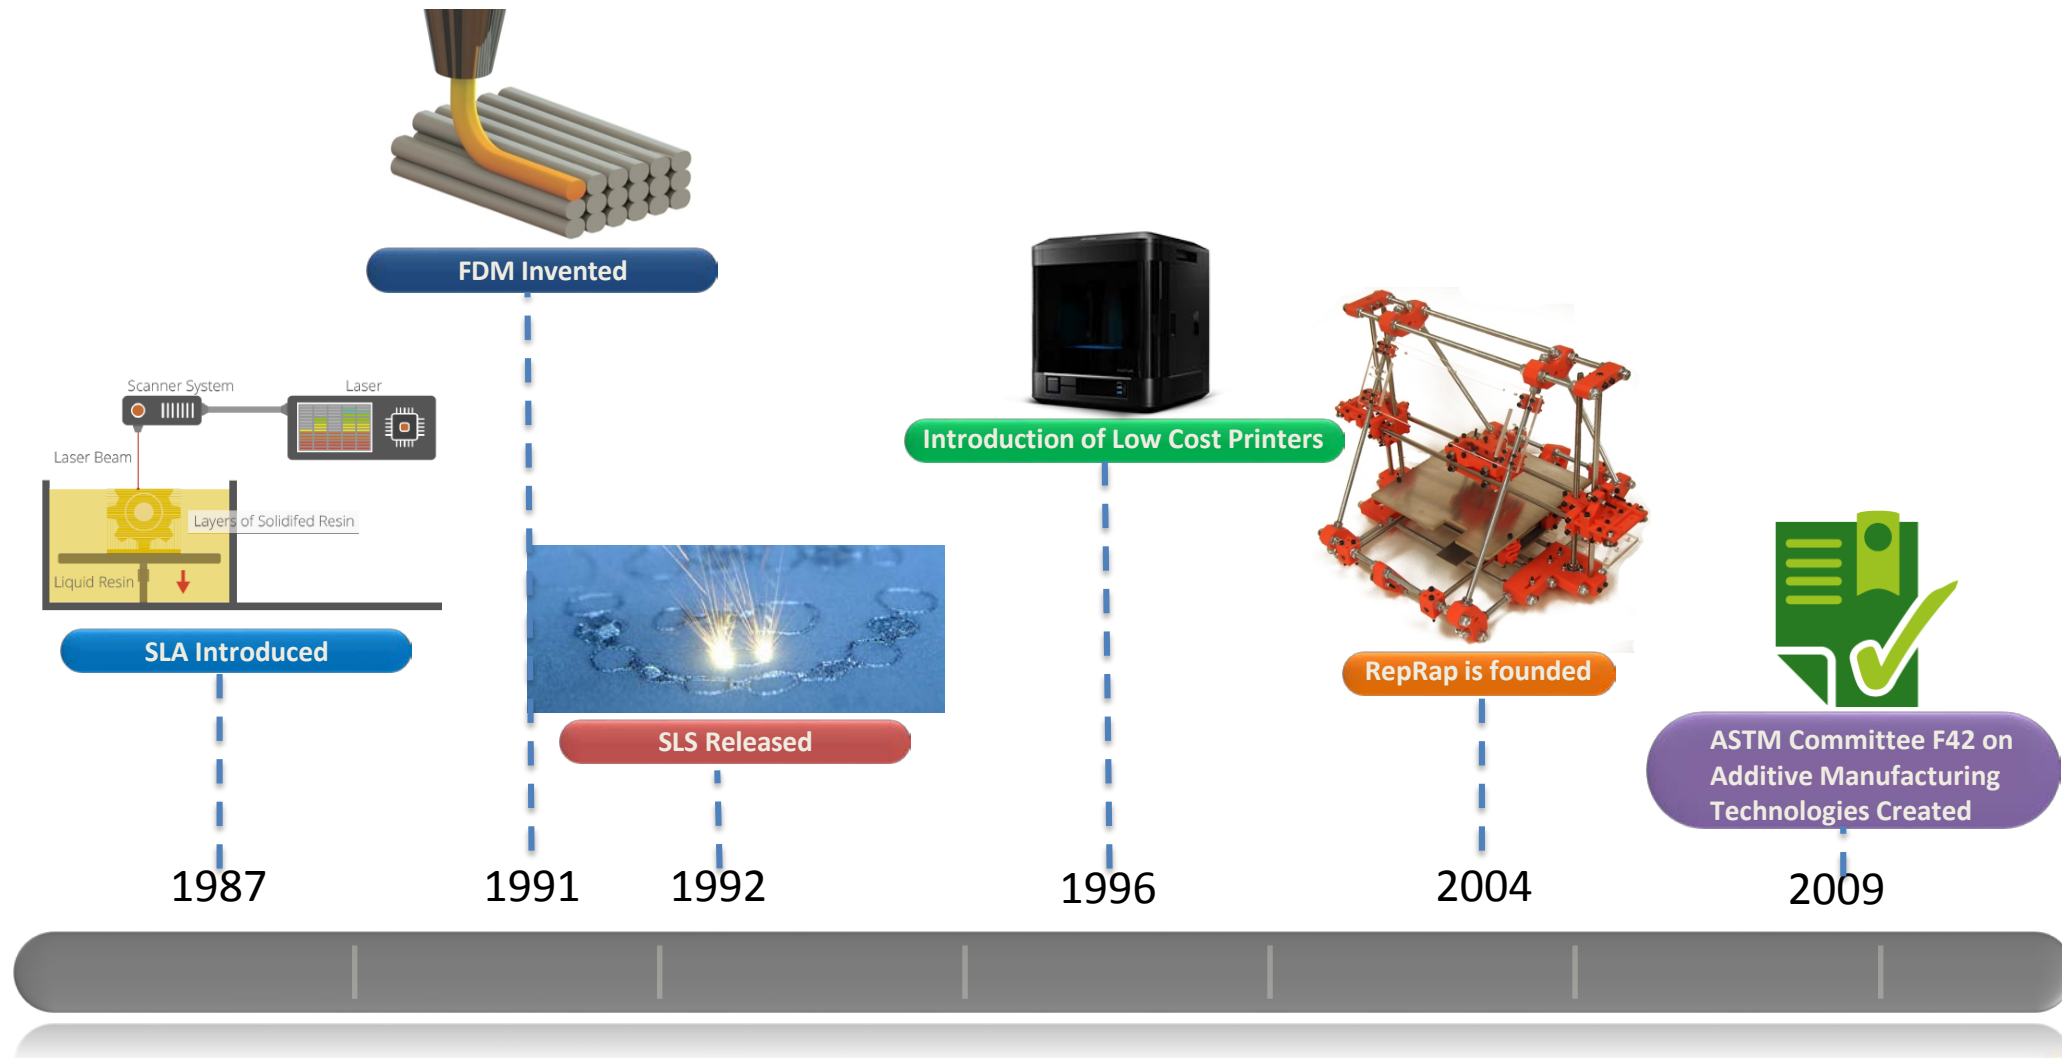 FDM Invented
Scanner System
Laser
Laser Beam
Layers of Solidifed Resin
Liquid Resin
SLA Introduced
SLS Released
Introduction of Low Cost Printers
RepRap is founded
ASTM Committee F42 on
Additive Manufacturing
Technologies Created
1987
1991
1992
1996
2004
2009